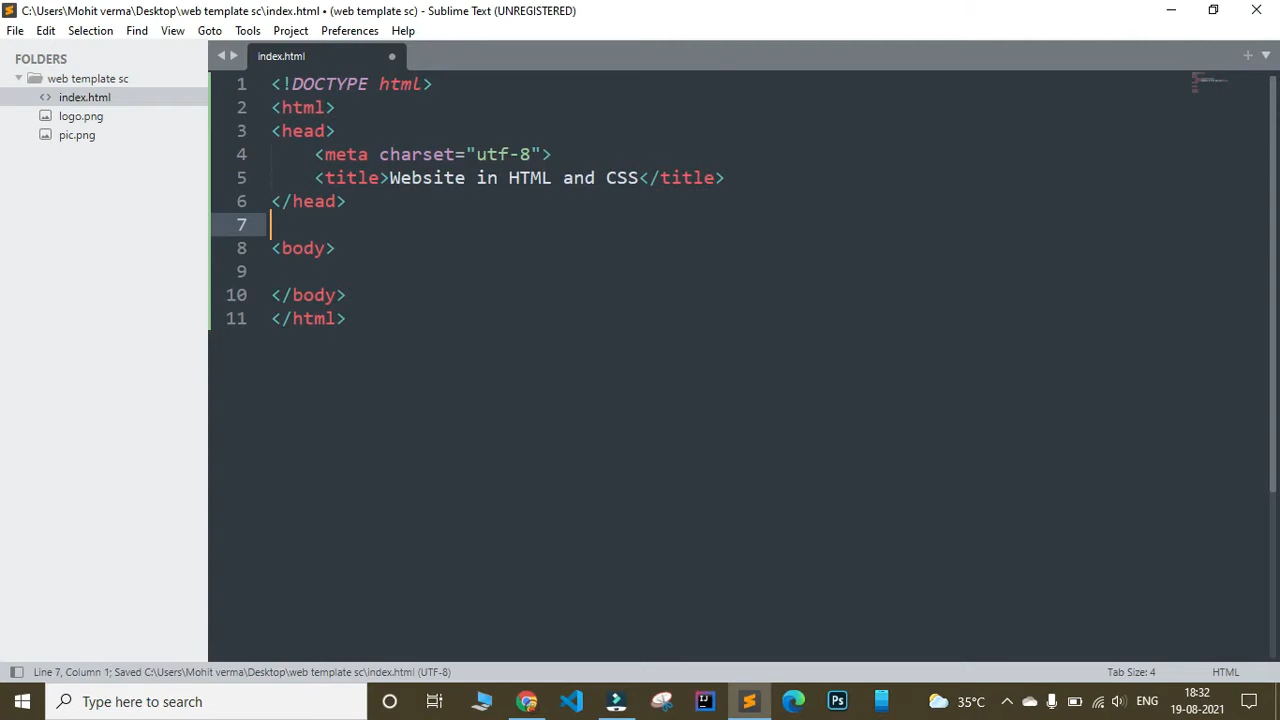 C:\Users\Mohit verma\Desktop\web template sc\index.html • (web template sc) - Sublime Text (UNREGISTERED)
File Edit Selection Find View Goto Tools Project Preferences Help
FOLDERS
web template sc
<> index.html
logo.png
pic.png
index.html
1 <!DOCTYPE html>
2 <html>
3 <head>
4 <meta charset="utf-8">
5 <title>Website in HTML and CSS</title>
6 </head>
7
8 <body>
9
10 </body>
11 </html>
Line 7, Column 1; Saved C:\Users\Mohit verma\Desktop\web template sc\index.html (UTF-8) Tab Size: 4 HTML
Type here to search
Ps
35°C
ENG
18:32
19-08-2021